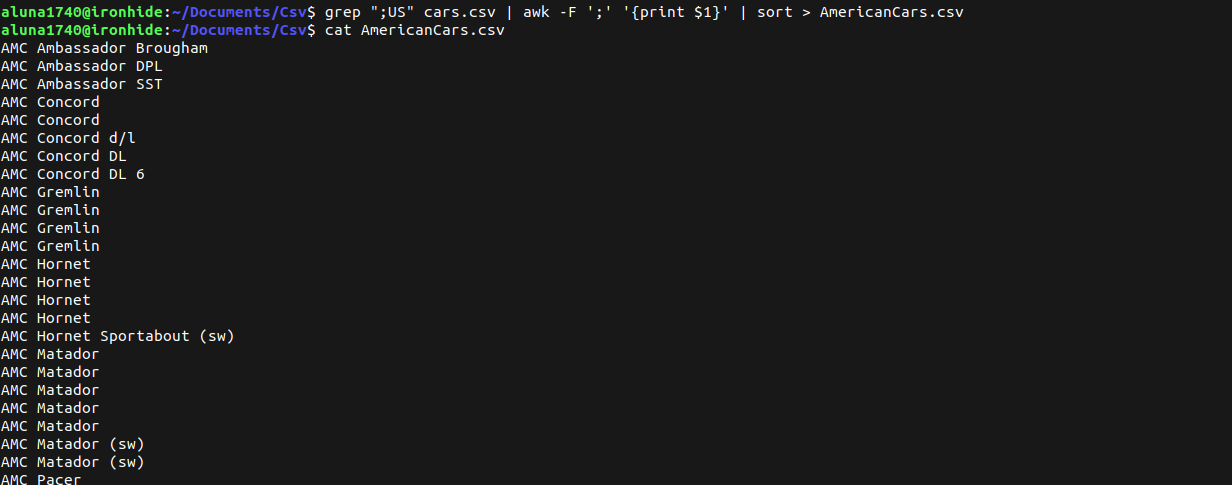 aluna1740@ironhide:~/Documents/Csv$ grep ";US" cars.csv | awk -F ';' '{print $1}' | sort > AmericanCars.csv
aluna1740@ironhide:~/Documents/Csv$ cat AmericanCars.csv
AMC Ambassador Brougham
AMC Ambassador DPL
AMC Ambassador SST
AMC Concord
AMC Concord
AMC Concord d/l
AMC Concord DL
AMC Concord DL 6
AMC Gremlin
AMC Gremlin
AMC Gremlin
AMC Gremlin
AMC Hornet
AMC Hornet
AMC Hornet
AMC Hornet
AMC Hornet Sportabout (sw)
AMC Matador
AMC Matador
AMC Matador
AMC Matador
AMC Matador
AMC Matador (sw)
AMC Matador (sw)
AMC Pacer